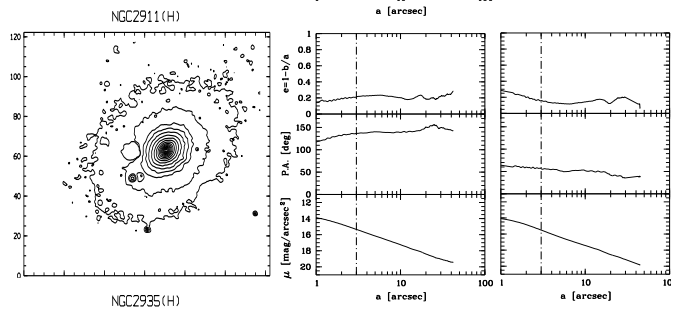 a [arcsec]
NGC2911(H)
120
100
80
60
40
20
0
e=1-b/a
1
0.8
0.6
0.4
0.2
0
P.A. [deg]
150
100
50
0
μ [mag/arcsec²]
12
14
16
18
20
1 10 100
1 10
a [arcsec]
a [arcsec]
NGC2935(H)